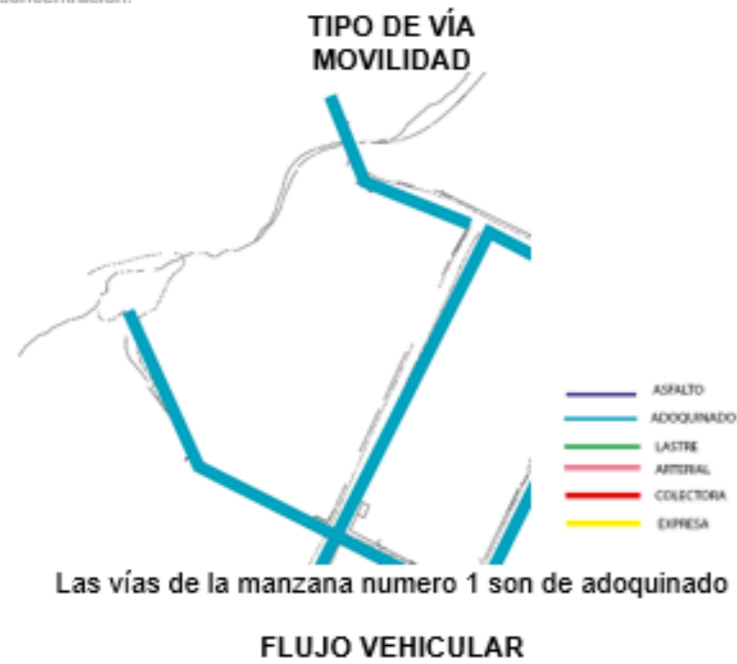 concentración.
TIPO DE VÍA
MOVILIDAD
ASFALTO
ADOQUINADO
LASTRE
ARTERIAL
COLECTORA
EXPRESA
Las vías de la manzana numero 1 son de adoquinado
FLUJO VEHICULAR